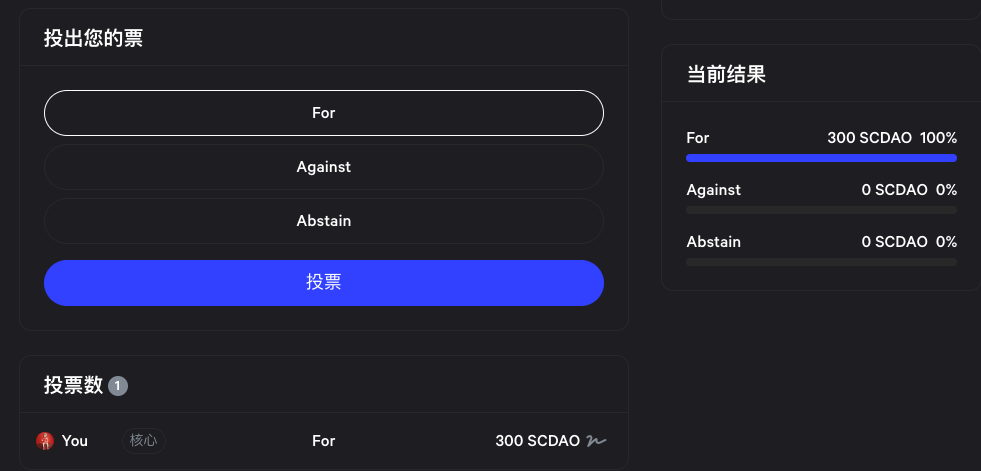 投出您的票
For
Against
Abstain
投票
投票数 1
You 核心 For 300 SCDAO
当前结果
For 300 SCDAO 100%
Against 0 SCDAO 0%
Abstain 0 SCDAO 0%